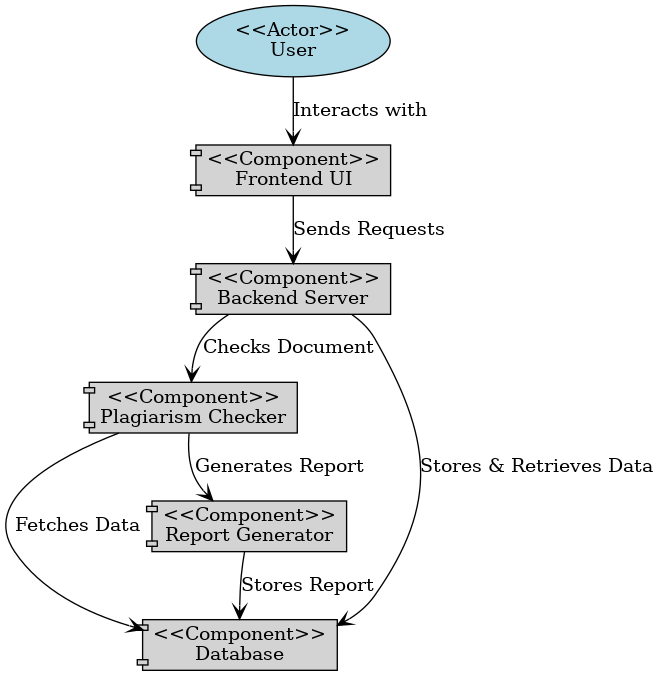 <<Actor>>
User
Interacts with
<<Component>>
Frontend UI
Sends Requests
<<Component>>
Backend Server
Checks Document
<<Component>>
Plagiarism Checker
Generates Report
Stores & Retrieves Data
Fetches Data
<<Component>>
Report Generator
Stores Report
<<Component>>
Database